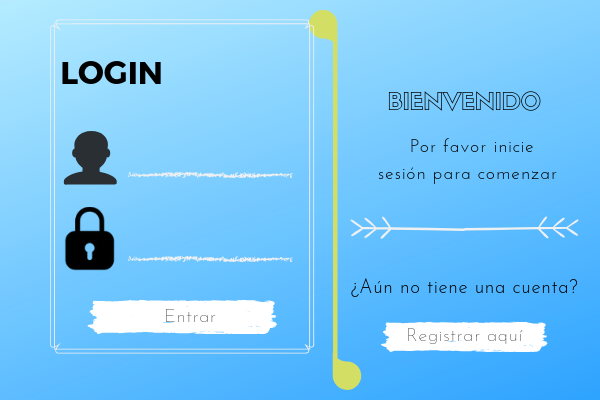 LOGIN
Entrar
BIENVENIDO
Por favor inicie
sesión para comenzar
¿Aún no tiene una cuenta?
Registrar aquí